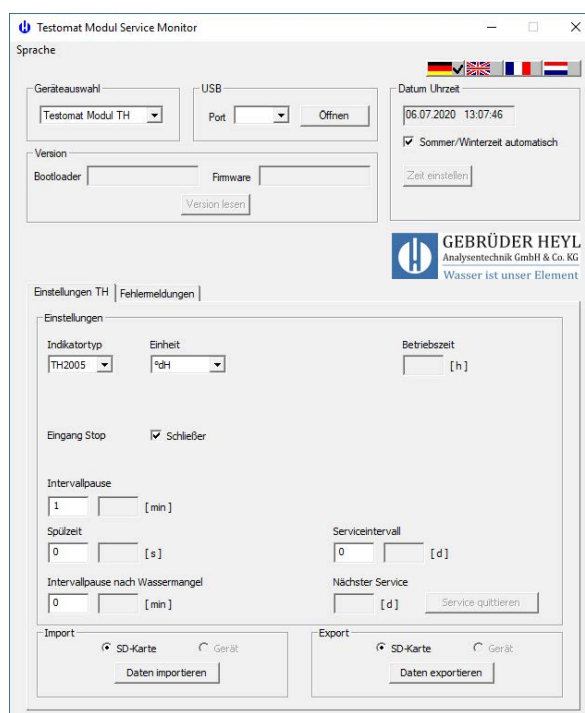 Testomat Modul Service Monitor
Sprache
Geräteauswahl
Testomat Modul TH
USB
Port
Öffnen
Datum Uhrzeit
06.07.2020 13:07:46
Sommer/Winterzeit automatisch
Zeit einstellen
Version
Bootloader
Firmware
Version lesen
GEBRÜDER HEYL
Analysentechnik GmbH & Co. KG
Wasser ist unser Element
Einstellungen TH
Fehlermeldungen
Einstellungen
Indikatortyp
Einheit
Betriebszeit
TH2005
°dH
[ h ]
Eingang Stop
Schließer
Intervallpause
1
[ min ]
Spülzeit
0
[ s ]
Serviceintervall
0
[ d ]
Intervallpause nach Wassermangel
0
[ min ]
Nächster Service
[ d ]
Service quittieren
Import
SD-Karte
Gerät
Daten importieren
Export
SD-Karte
Gerät
Daten exportieren